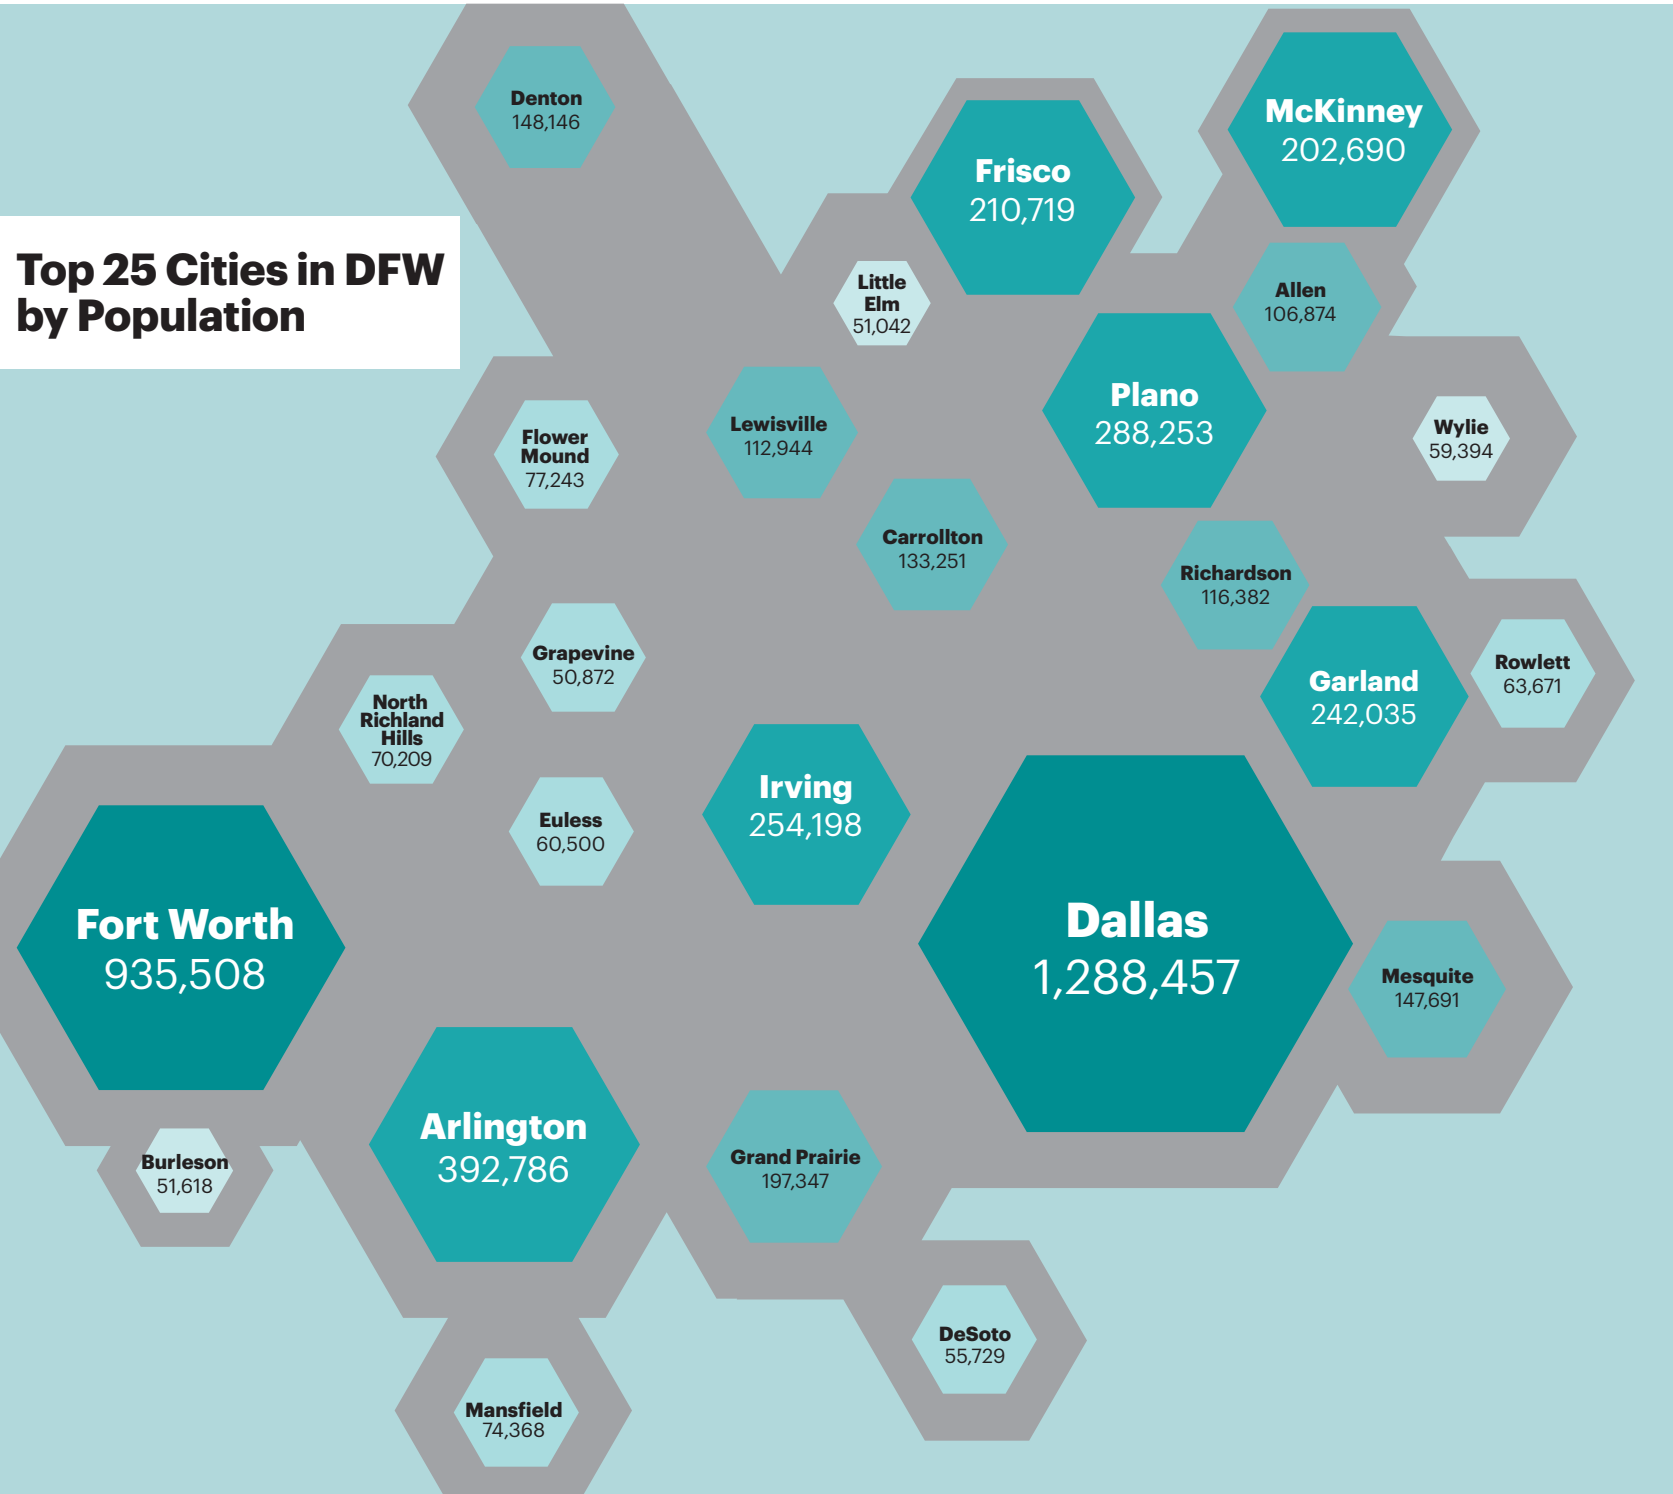 Top 25 Cities in DFW
by Population
Denton
148,146
Frisco
210,719
McKinney
202,690
Little
Elm
51,042
Allen
106,874
Flower
Mound
77,243
Lewisville
112,944
Plano
288,253
Wylie
59,394
Carrollton
133,251
Richardson
116,382
Grapevine
50,872
North
Richland
Hills
70,209
Garland
242,035
Rowlett
63,671
Euless
60,500
Irving
254,198
Fort Worth
935,508
Dallas
1,288,457
Mesquite
147,691
Burleson
51,618
Arlington
392,786
Grand Prairie
197,347
DeSoto
55,729
Mansfield
74,368